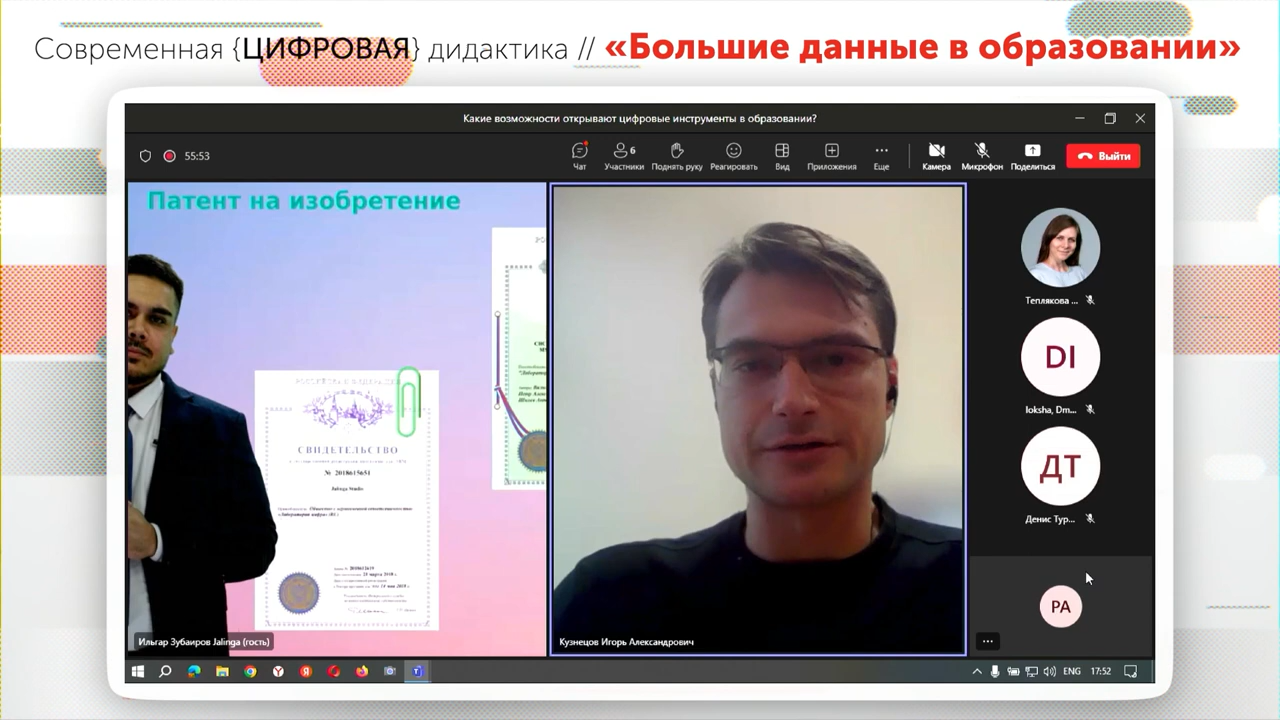 Современная {ЦИФРОВАЯ} дидактика // «Большие данные в образовании»
Какие возможности открывают цифровые инструменты в образовании?
55:53
Чат
6
Участники
Поднять руку
Реагировать
Вид
Приложения
Еще
Камера
Микрофон
Поделиться
Выйти
Патент на изобретение
СВИДЕТЕЛЬСТВО
№ 2018615651
Jalinga Studio
Ильгар Зубаиров Jalinga (гость)
Кузнецов Игорь Александрович
Теплякова ...
DI
Ioksha, Dm...
ДТ
Денис Тур...
PA
ENG
17:52